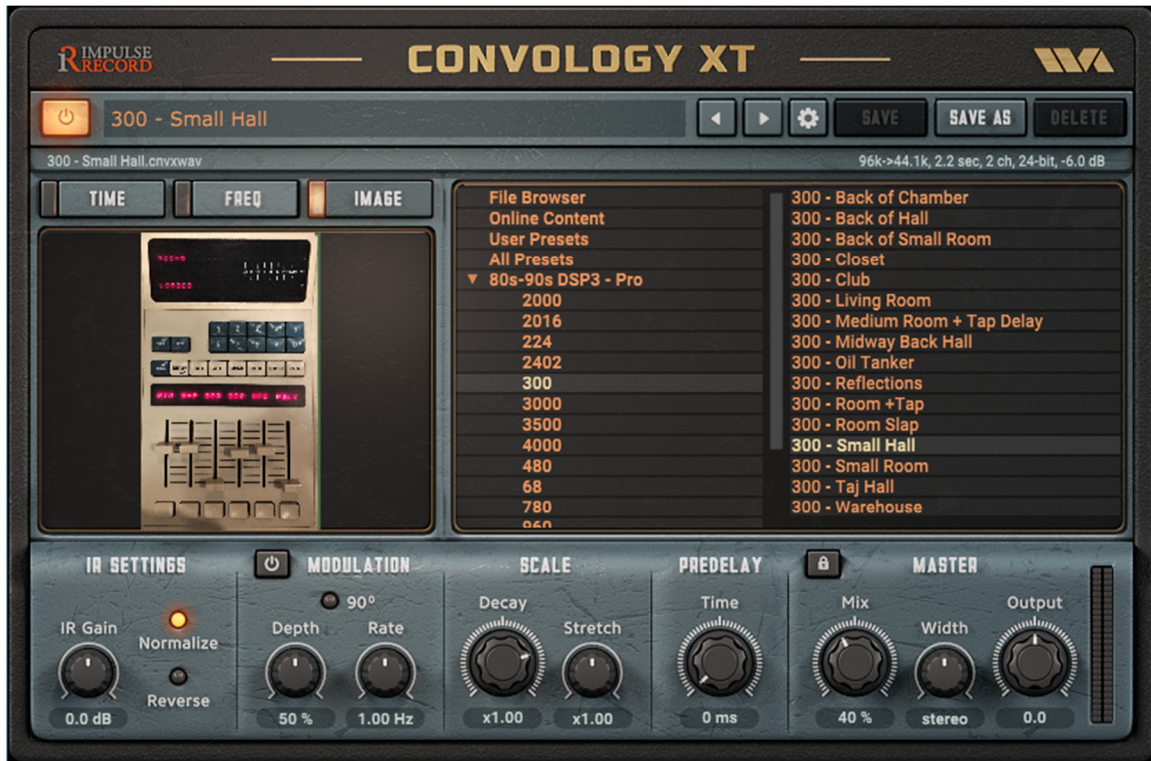 IMPULSE
RECORD
CONVOLOGY XT
300 - Small Hall
SAVE
SAVE AS
DELETE
300 - Small Hall.cnvxwav
96k->44.1k, 2.2 sec, 2 ch, 24-bit, -6.0 dB
TIME
FREQ
IMAGE
File Browser
Online Content
User Presets
All Presets
80s-90s DSP3 - Pro
2000
2016
224
2402
300
3000
3500
4000
480
68
780
960
300 - Back of Chamber
300 - Back of Hall
300 - Back of Small Room
300 - Closet
300 - Club
300 - Living Room
300 - Medium Room + Tap Delay
300 - Midway Back Hall
300 - Oil Tanker
300 - Reflections
300 - Room +Tap
300 - Room Slap
300 - Small Hall
300 - Small Room
300 - Taj Hall
300 - Warehouse
IR SETTINGS
IR Gain
0.0 dB
Normalize
Reverse
MODULATION
90°
Depth
Rate
50 %
1.00 Hz
SCALE
Decay
Stretch
x1.00
x1.00
PREDELAY
Time
0 ms
MASTER
Mix
Width
Output
40 %
stereo
0.0